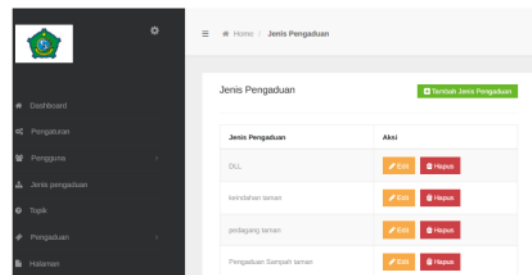 Home / Jenis Pengaduan
Jenis Pengaduan
Tambah Jenis Pengaduan
Dashboard
Pengaturan
Pengguna
Jenis pengaduan
Topik
Pengaduan
Halaman
Jenis Pengaduan Aksi
DLL Edit Hapus
keindahan taman Edit Hapus
pedagang taman Edit Hapus
Pengaduan Sampah taman Edit Hapus